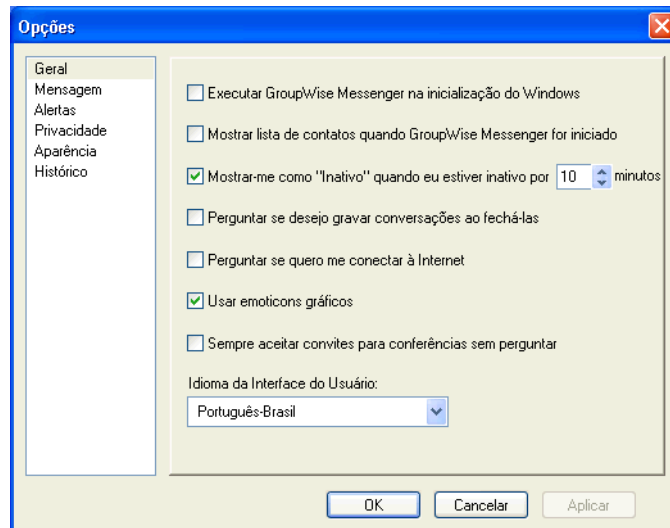 Opções
Geral
Mensagem
Alertas
Privacidade
Aparência
Histórico
Executar GroupWise Messenger na inicialização do Windows
Mostrar lista de contatos quando GroupWise Messenger for iniciado
Mostrar-me como "Inativo" quando eu estiver inativo por 10 minutos
Perguntar se desejo gravar conversações ao fechá-las
Perguntar se quero me conectar à Internet
Usar emoticons gráficos
Sempre aceitar convites para conferências sem perguntar
Idioma da Interface do Usuário:
Português-Brasil
OK Cancelar Aplicar